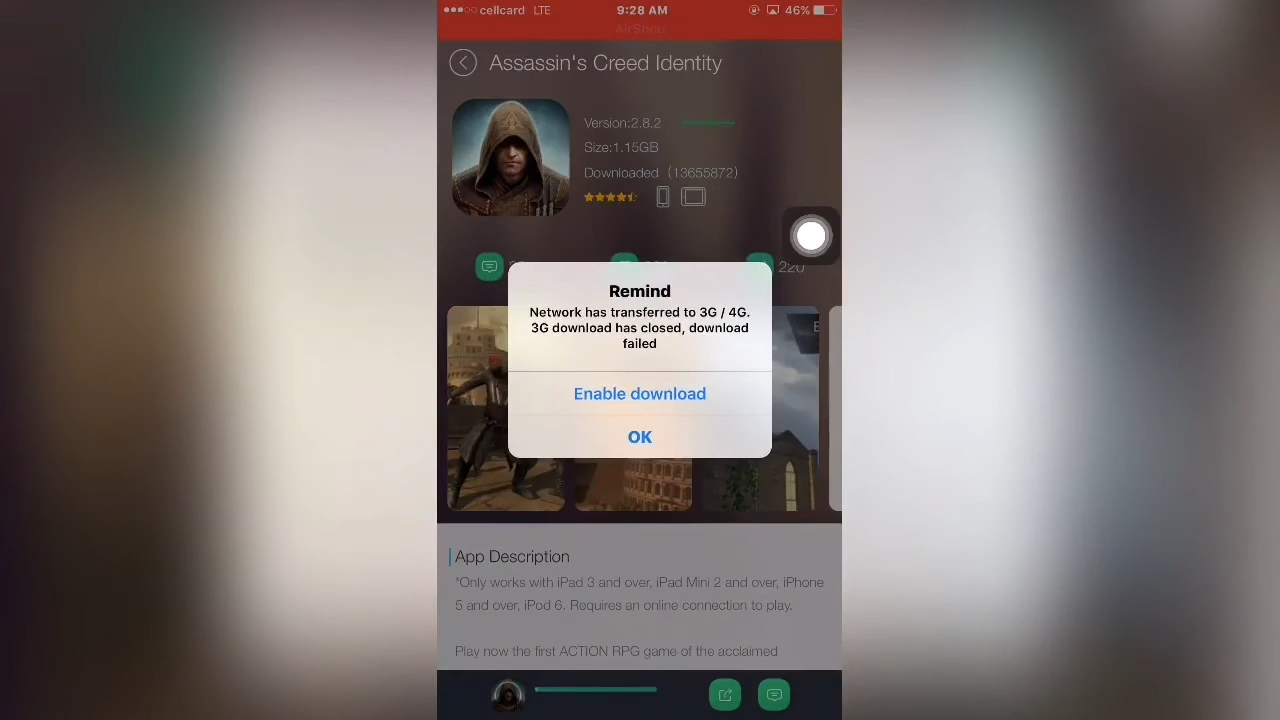 cellcard LTE 9:28 AM 46%
AirShou
Assassin's Creed Identity
Version:2.8.2
Size:1.15GB
Downloaded (13655872)
220
Remind
Network has transferred to 3G / 4G.
3G download has closed, download
failed
Enable download
OK
App Description
*Only works with iPad 3 and over, iPad Mini 2 and over, iPhone
5 and over, iPod 6. Requires an online connection to play.
Play now the first ACTION RPG game of the acclaimed